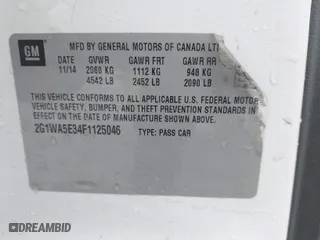 GM
MFD BY GENERAL MOTORS OF CANADA LTD
DATE GVWR GAWR FRT GAWR RR
11/14 2060 KG 1112 KG 948 KG
4542 LB 2452 LB 2090 LB
THIS VEHICLE CONFORMS TO ALL APPLICABLE U.S. FEDERAL MOTOR
VEHICLE SAFETY, BUMPER, AND THEFT PREVENTION STANDARDS
IN EFFECT ON THE DATE OF MANUFACTURE SHOWN ABOVE.
2G1WA5E34F1125046 TYPE: PASS CAR
© DREAMBID